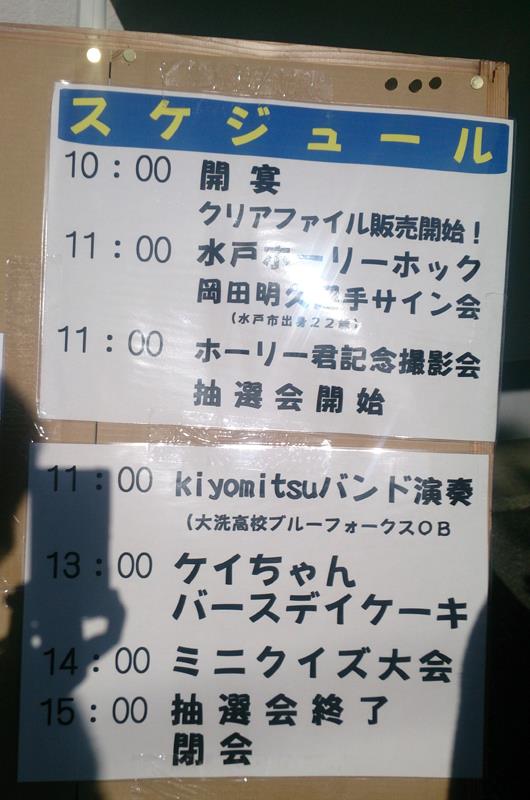 スケジュール
10:00 開宴
クリアファイル販売開始!
11:00 水戸ホーリーホック
岡田明久選手サイン会
(水戸市出身22歳)
11:00 ホーリー君記念撮影会
抽選会開始
11:00 kiyomitsuバンド演奏
(大洗高校ブルーフォークスOB
13:00 ケイちゃん
バースデイケーキ
14:00 ミニクイズ大会
15:00 抽選会終了
閉会